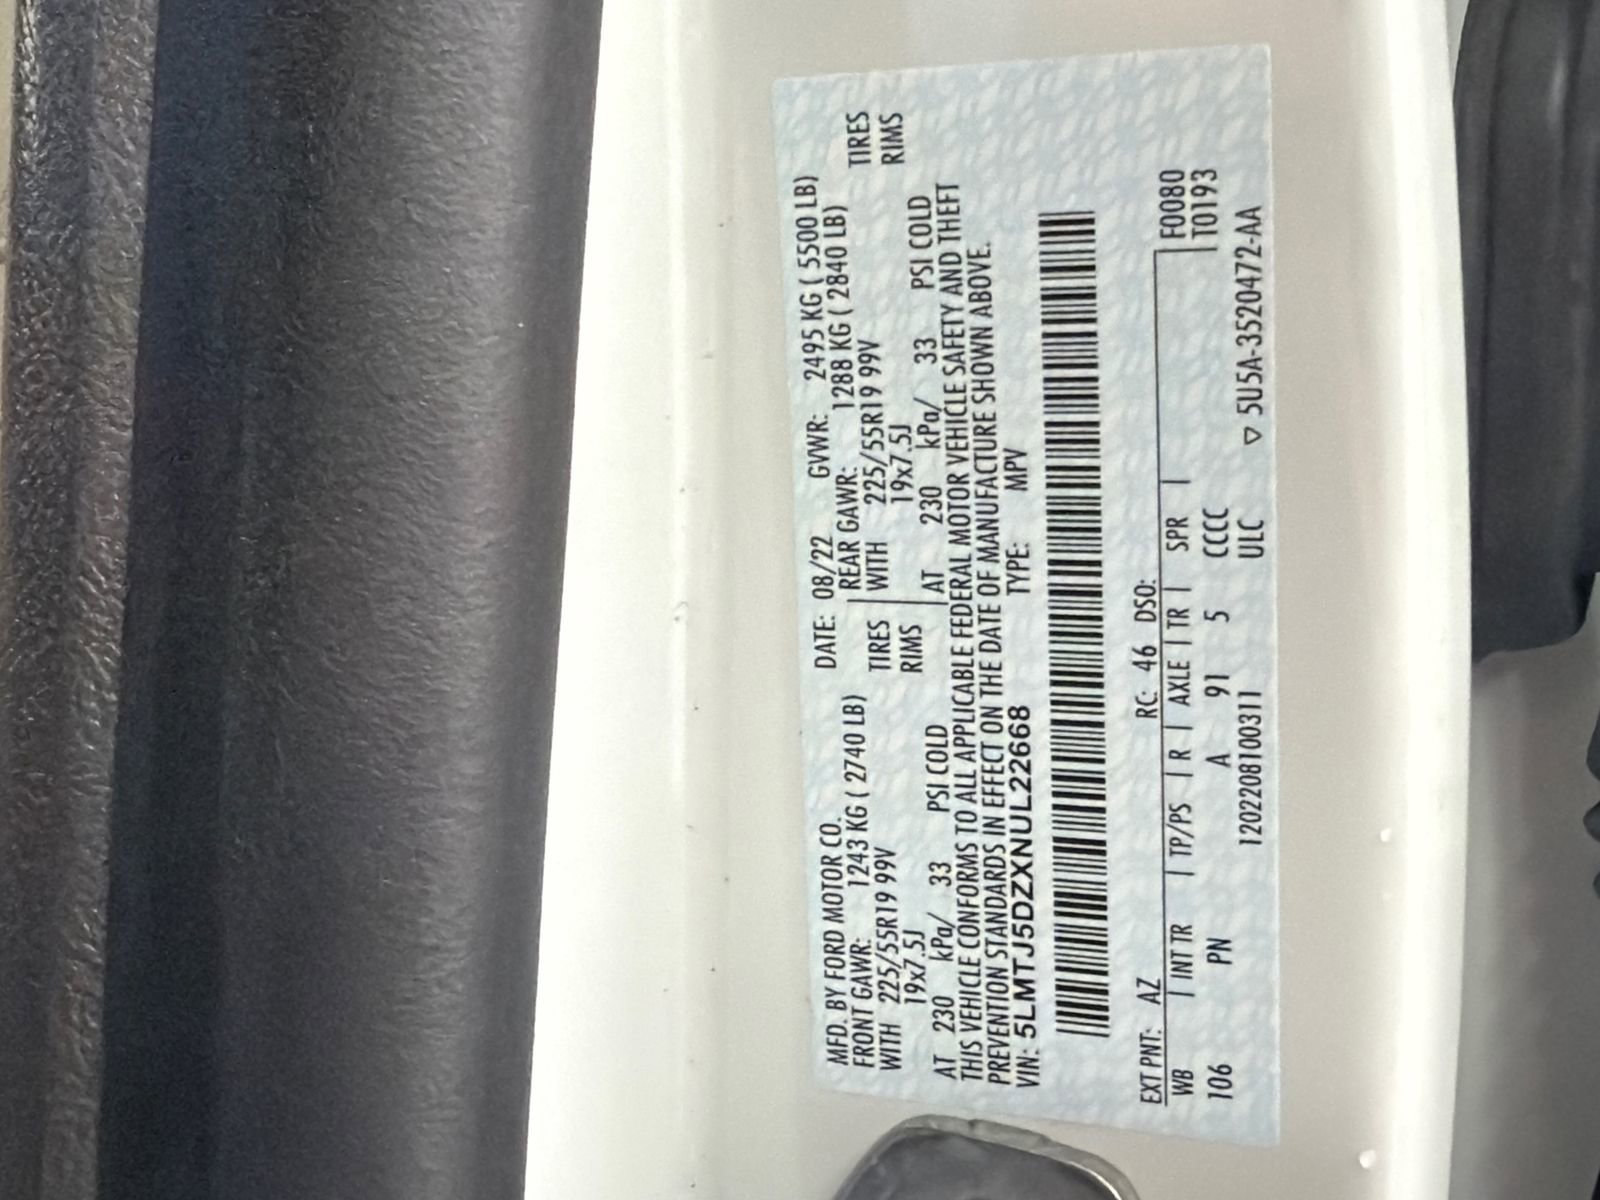 MFD. BY FORD MOTOR CO. DATE: 08/22 GVWR: 2495 KG ( 5500 LB)
FRONT GAWR: 1243 KG ( 2740 LB) REAR GAWR: 1288 KG ( 2840 LB)
WITH 225/55R19 99V TIRES WITH 225/55R19 99V TIRES
19x7.5J RIMS 19x7.5J RIMS
AT 230 kPa/ 33 PSI COLD AT 230 kPa/ 33 PSI COLD
THIS VEHICLE CONFORMS TO ALL APPLICABLE FEDERAL MOTOR VEHICLE SAFETY AND THEFT
PREVENTION STANDARDS IN EFFECT ON THE DATE OF MANUFACTURE SHOWN ABOVE.
VIN: 5LMTJ5DZXNUL22668 TYPE: MPV
EXT PNT: AZ RC: 46 DSO:
WB | INT TR | TP/PS | R | AXLE | TR | SPR | F0080
106 PN A 91 5 CCCC T0193
1202208100311 ULC ▽ 5U5A-3520472-AA